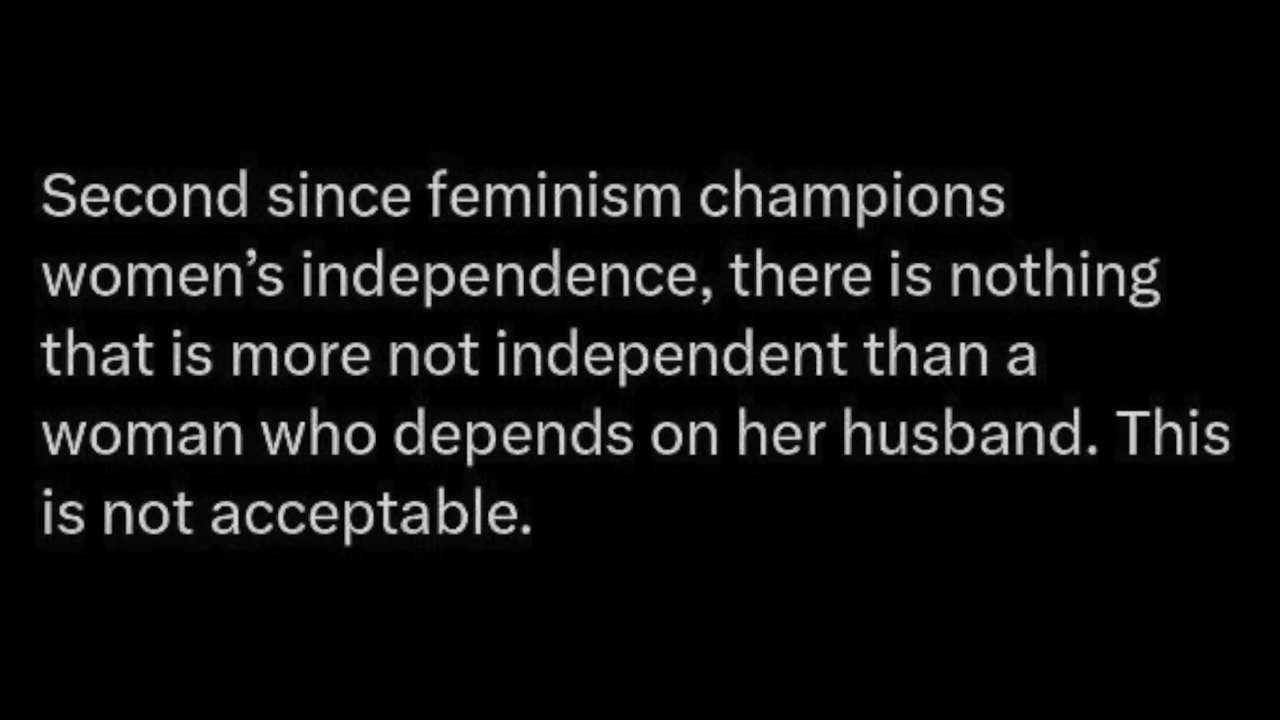 Second since feminism champions
women’s independence, there is nothing
that is more not independent than a
woman who depends on her husband. This
is not acceptable.